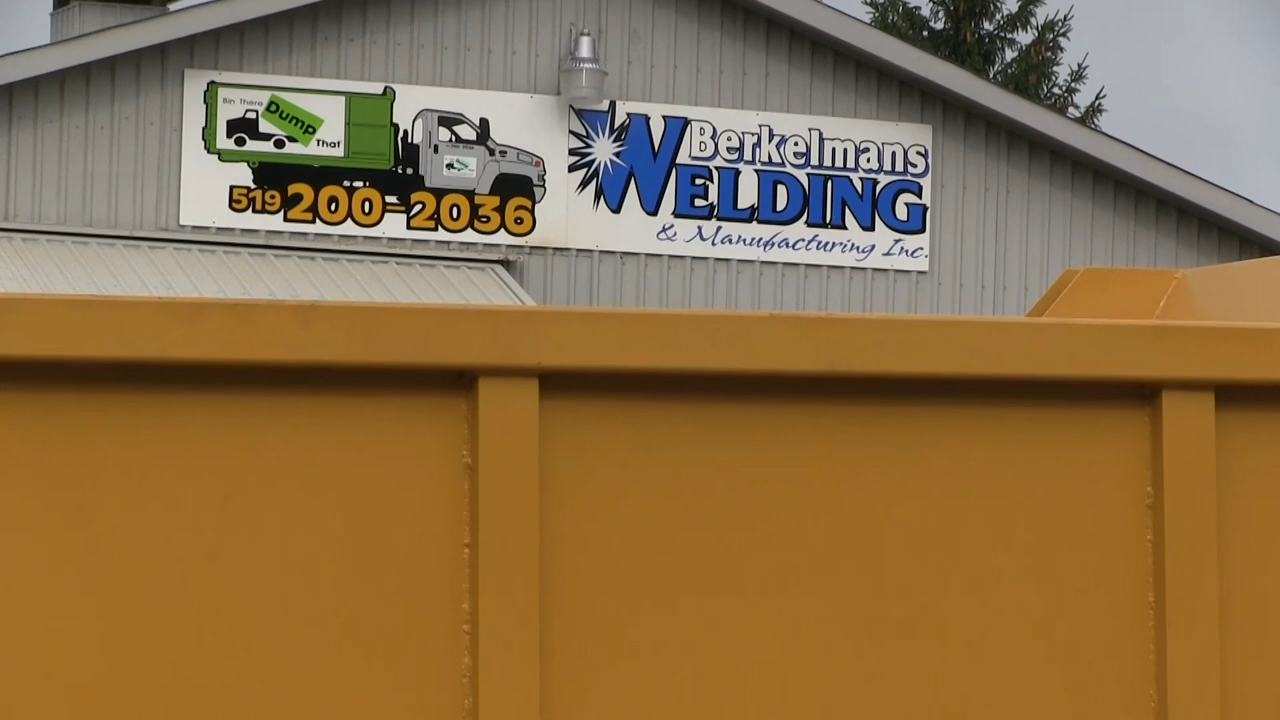 Bin There
Dump
That
519 200-2036
Berkelmans
WELDING
& Manufacturing Inc.